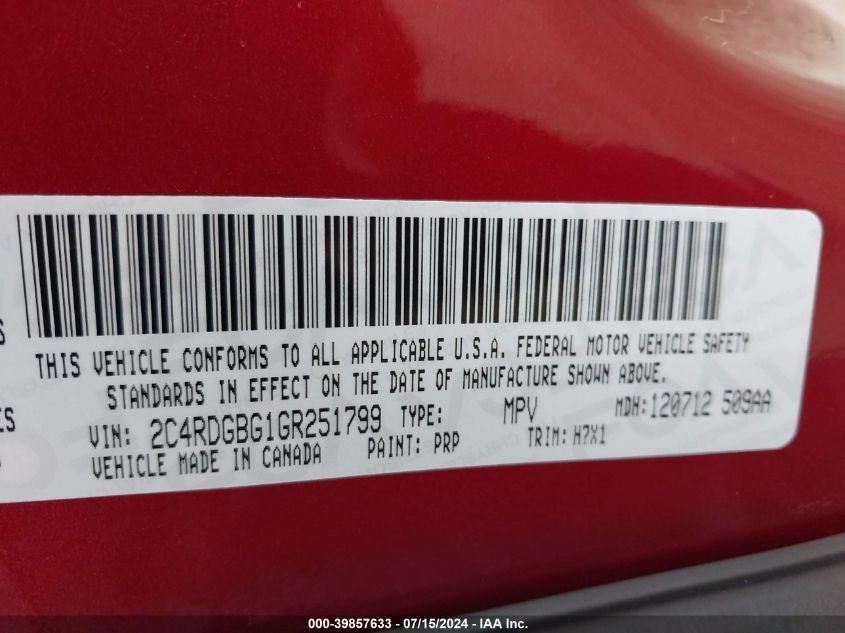 THIS VEHICLE CONFORMS TO ALL APPLICABLE U.S.A. FEDERAL MOTOR VEHICLE SAFETY
STANDARDS IN EFFECT ON THE DATE OF MANUFACTURE SHOWN ABOVE.
VIN: 2C4RDGBG1GR251799 TYPE: MPV MDH: 120712 509AA
VEHICLE MADE IN CANADA PAINT: PRP TRIM: H7X1
000-39857633 / 07/15/2024 - IAA Inc.